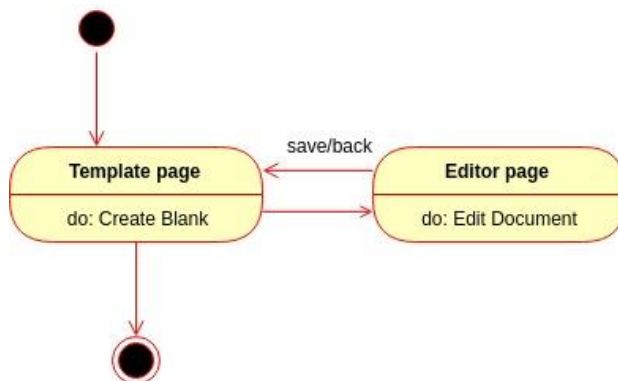 save/back
Template page
Editor page
do: Create Blank
do: Edit Document